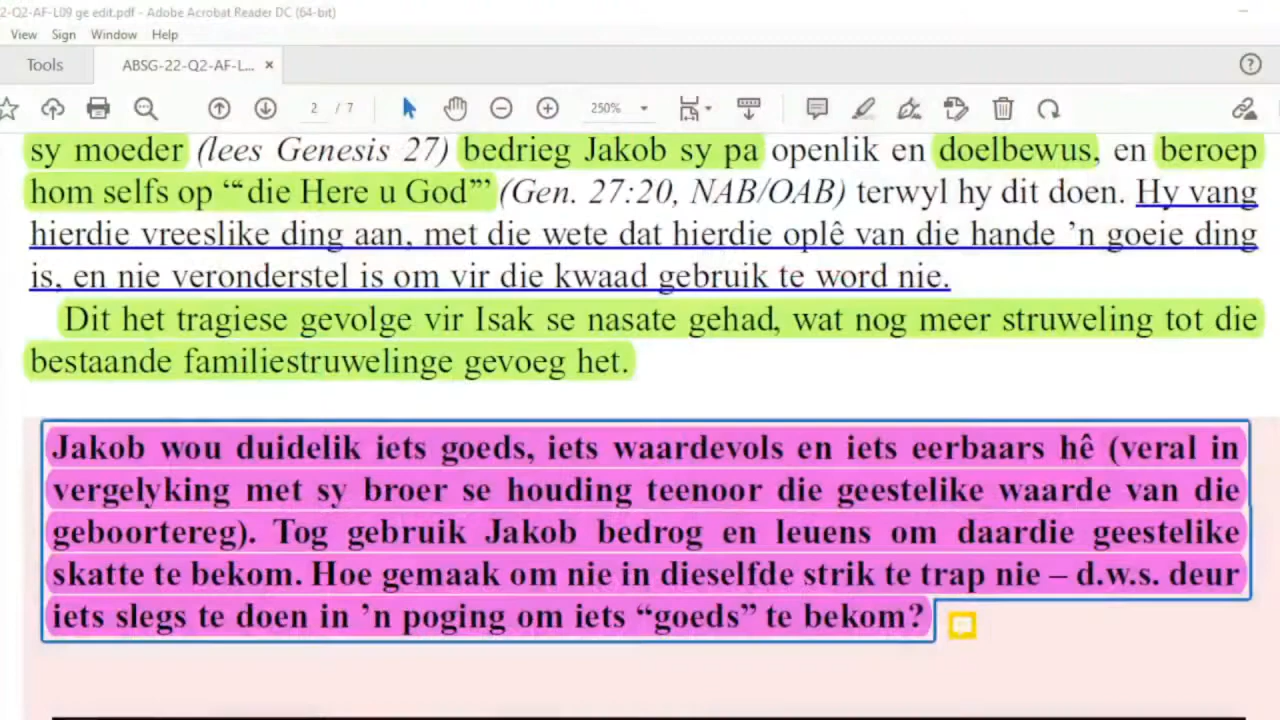 2-Q2-AF-L09 ge edit.pdf - Adobe Acrobat Reader DC (64-bit)
View Sign Window Help
Tools ABSG-22-Q2-AF-L... ×
2 / 7 250%
sy moeder (lees Genesis 27) bedrieg Jakob sy pa openlik en doelbewus, en beroep
hom selfs op “‘die Here u God’” (Gen. 27:20, NAB/OAB) terwyl hy dit doen. Hy vang
hierdie vreeslike ding aan, met die wete dat hierdie oplê van die hande ’n goeie ding
is, en nie veronderstel is om vir die kwaad gebruik te word nie.
Dit het tragiese gevolge vir Isak se nasate gehad, wat nog meer struweling tot die
bestaande familiestruwelinge gevoeg het.
Jakob wou duidelik iets goeds, iets waardevols en iets eerbaars hê (veral in
vergelyking met sy broer se houding teenoor die geestelike waarde van die
geboortereg). Tog gebruik Jakob bedrog en leuens om daardie geestelike
skatte te bekom. Hoe gemaak om nie in dieselfde strik te trap nie – d.w.s. deur
iets slegs te doen in ’n poging om iets “goeds” te bekom?